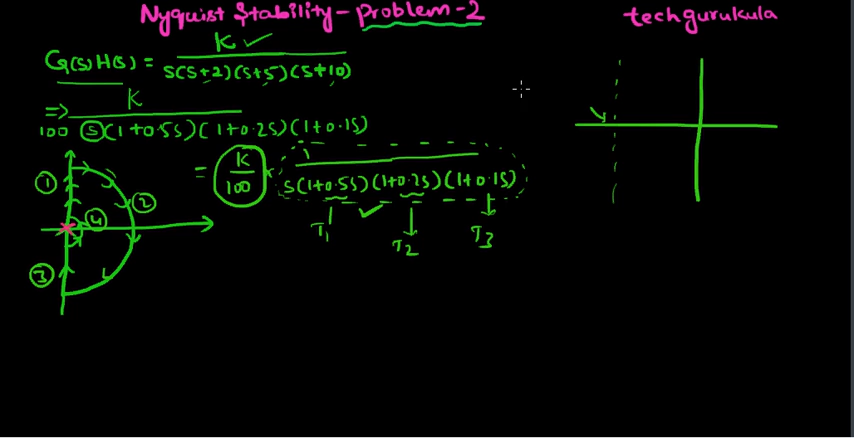 Nyquist Stability - Problem-2
techgurukula
G(s)H(s) = K / s(s+2)(s+5)(s+10)
=> K / 100 s(1+0.5s)(1+0.2s)(1+0.1s)
= K/100 × 1 / s(1+0.5s)(1+0.2s)(1+0.1s)
T1
T2
T3
1
2
4
3